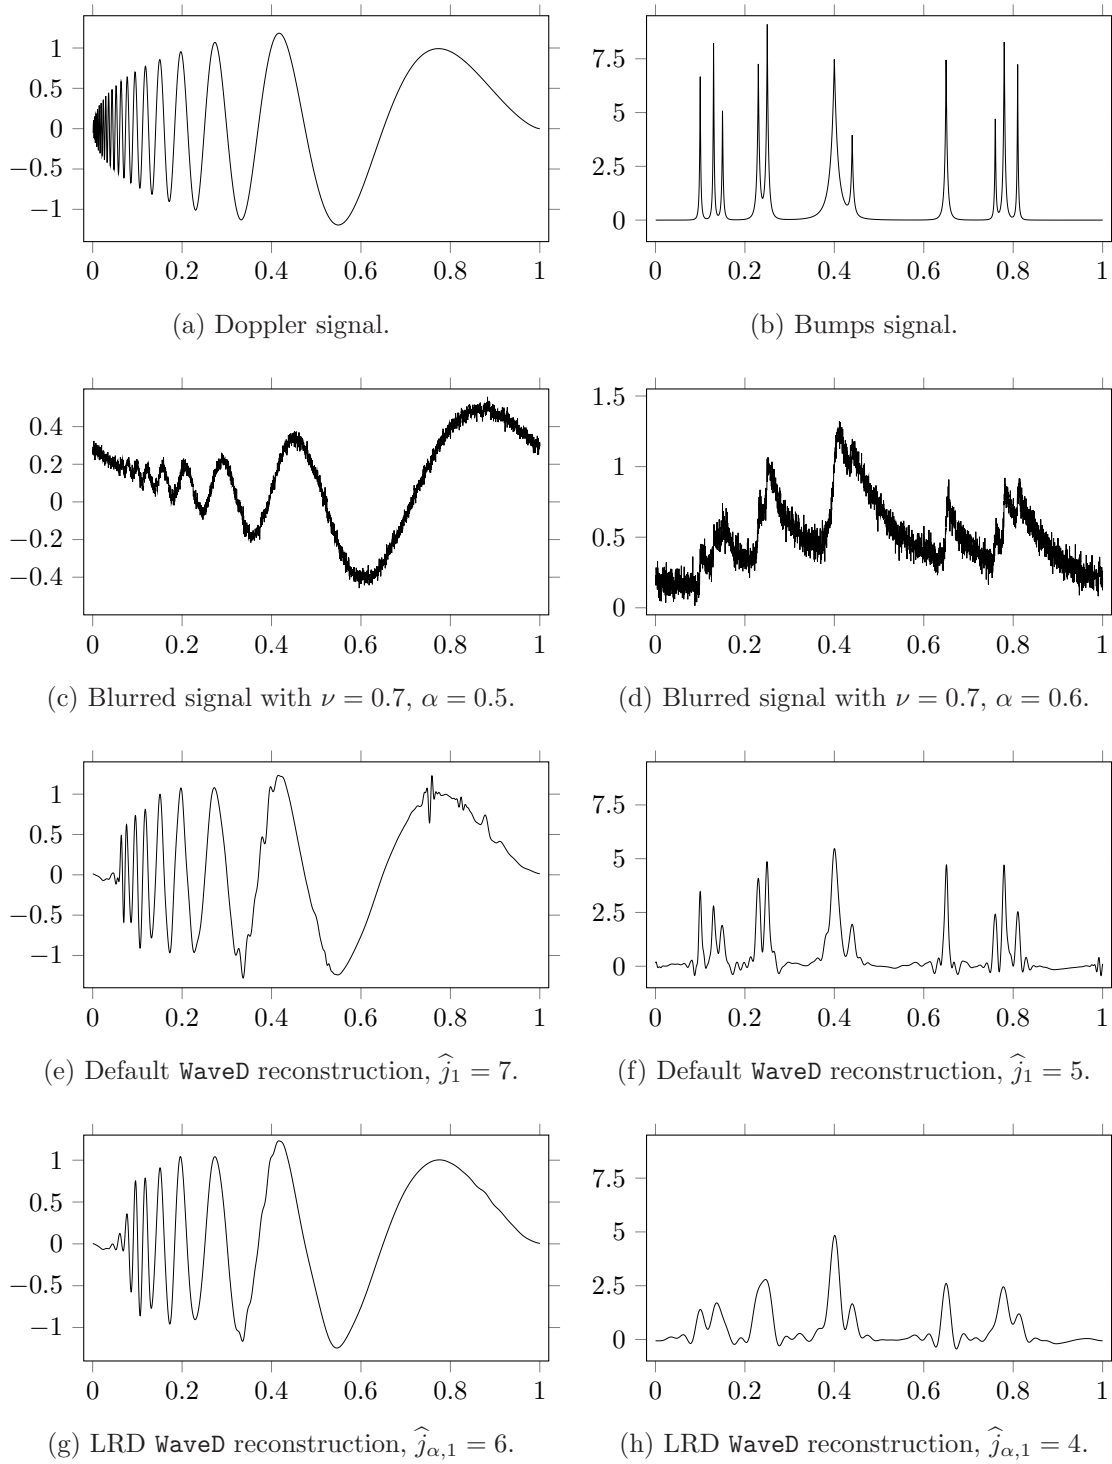 1
0.5
0
−0.5
−1
0 0.2 0.4 0.6 0.8 1
(a) Doppler signal.
7.5
5
2.5
0
0 0.2 0.4 0.6 0.8 1
(b) Bumps signal.
0.4
0.2
0
−0.2
−0.4
0 0.2 0.4 0.6 0.8 1
(c) Blurred signal with ν = 0.7, α = 0.5.
1.5
1
0.5
0
0 0.2 0.4 0.6 0.8 1
(d) Blurred signal with ν = 0.7, α = 0.6.
1
0.5
0
−0.5
−1
0 0.2 0.4 0.6 0.8 1
(e) Default WaveD reconstruction, ĵ₁ = 7.
7.5
5
2.5
0
0 0.2 0.4 0.6 0.8 1
(f) Default WaveD reconstruction, ĵ₁ = 5.
1
0.5
0
−0.5
−1
0 0.2 0.4 0.6 0.8 1
(g) LRD WaveD reconstruction, ĵα,1 = 6.
7.5
5
2.5
0
0 0.2 0.4 0.6 0.8 1
(h) LRD WaveD reconstruction, ĵα,1 = 4.